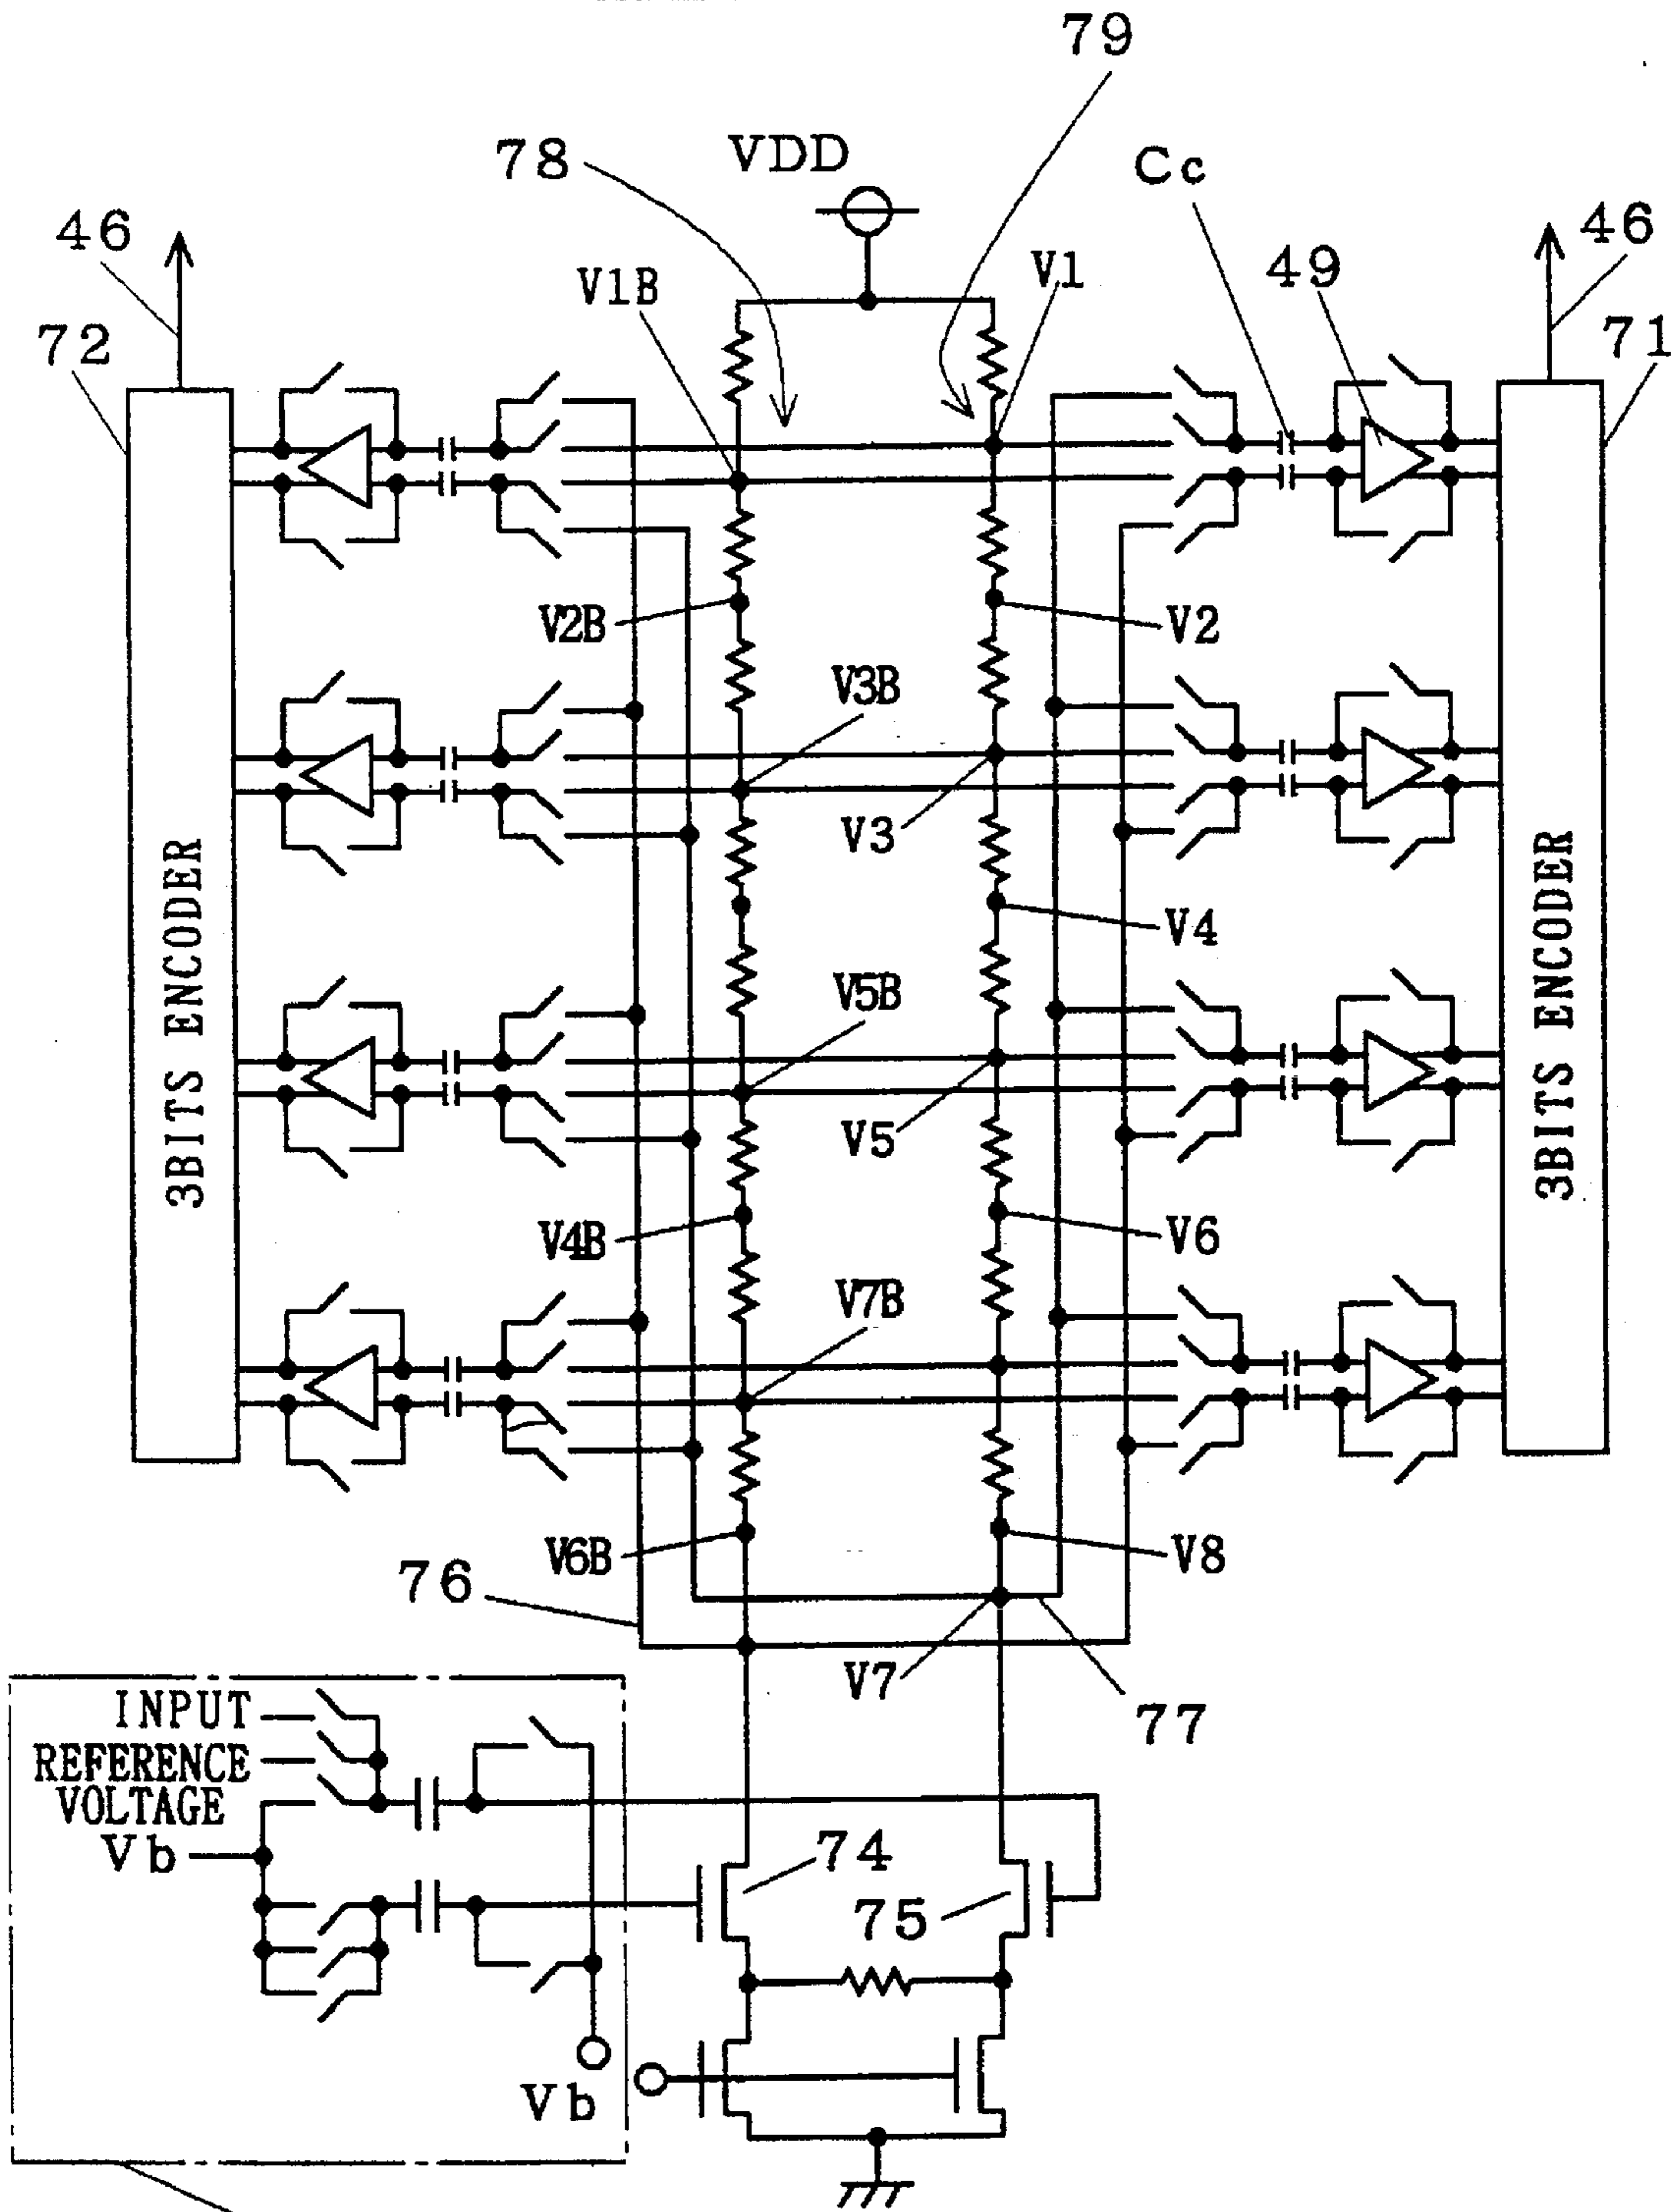 79
78
VDD
Cc
46
V1B
V1
49
46
72
71
V2B
V2
V3B
V3
V4
3BITS ENCODER
V5B
3BITS ENCODER
V5
V4B
V6
V7B
V6B
V8
76
V7
77
INPUT
REFERENCE
VOLTAGE
Vb
74
75
Vb